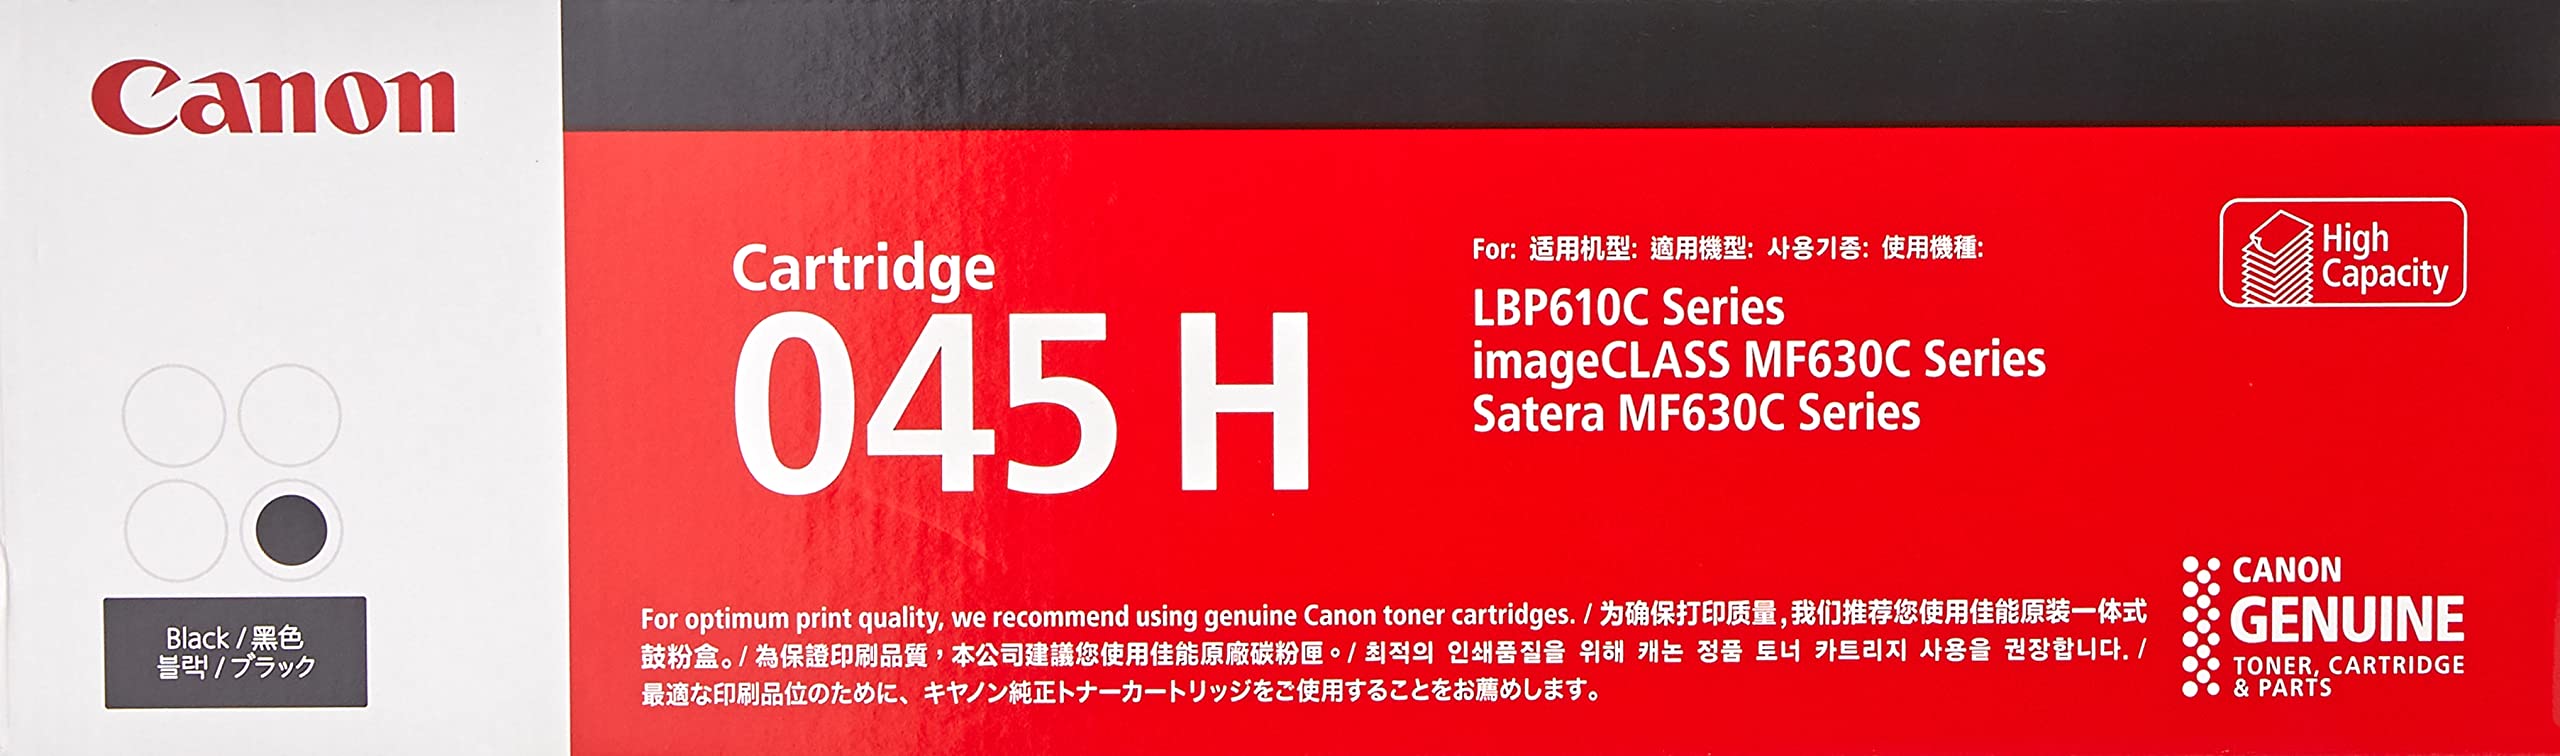 Canon
Black / 黑色
블랙 / ブラック
Cartridge
045 H
For: 适用机型: 適用機型: 사용기종: 使用機種:
LBP610C Series
imageCLASS MF630C Series
Satera MF630C Series
High
Capacity
For optimum print quality, we recommend using genuine Canon toner cartridges. / 为确保打印质量,我们推荐您使用佳能原装一体式
鼓粉盒。/ 為保證印刷品質，本公司建議您使用佳能原廠碳粉匣。/ 최적의 인쇄품질을 위해 캐논 정품 토너 카트리지 사용을 권장합니다. /
最適な印刷品位のために、キヤノン純正トナーカートリッジをご使用することをお薦めします。
CANON
GENUINE
TONER, CARTRIDGE
& PARTS